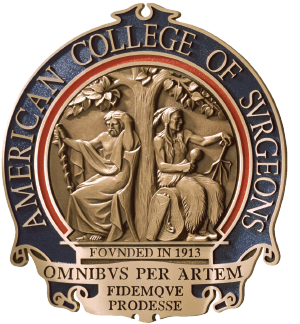 AMERICAN COLLEGE OF SVRGEONS
FOVNDED IN 1913
OMNIBVS PER ARTEM
FIDEMQVE
PRODESSE